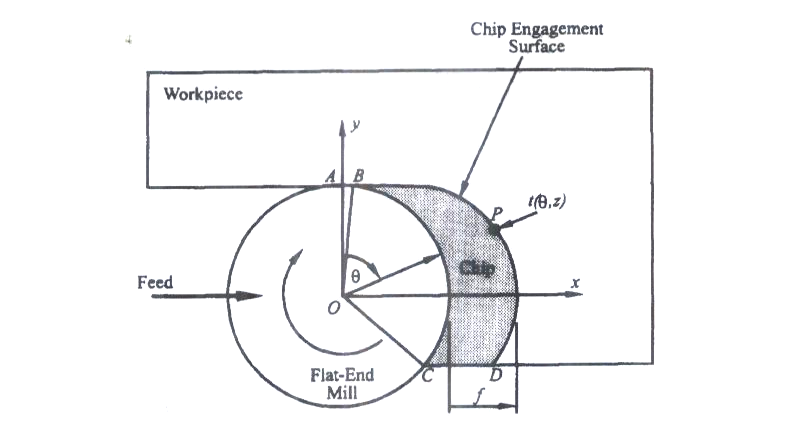 Chip Engagement
Surface
Workpiece
y
A B
P
t(θ,z)
Chip
θ
Feed
x
O
Flat-End
Mill
C
D
f